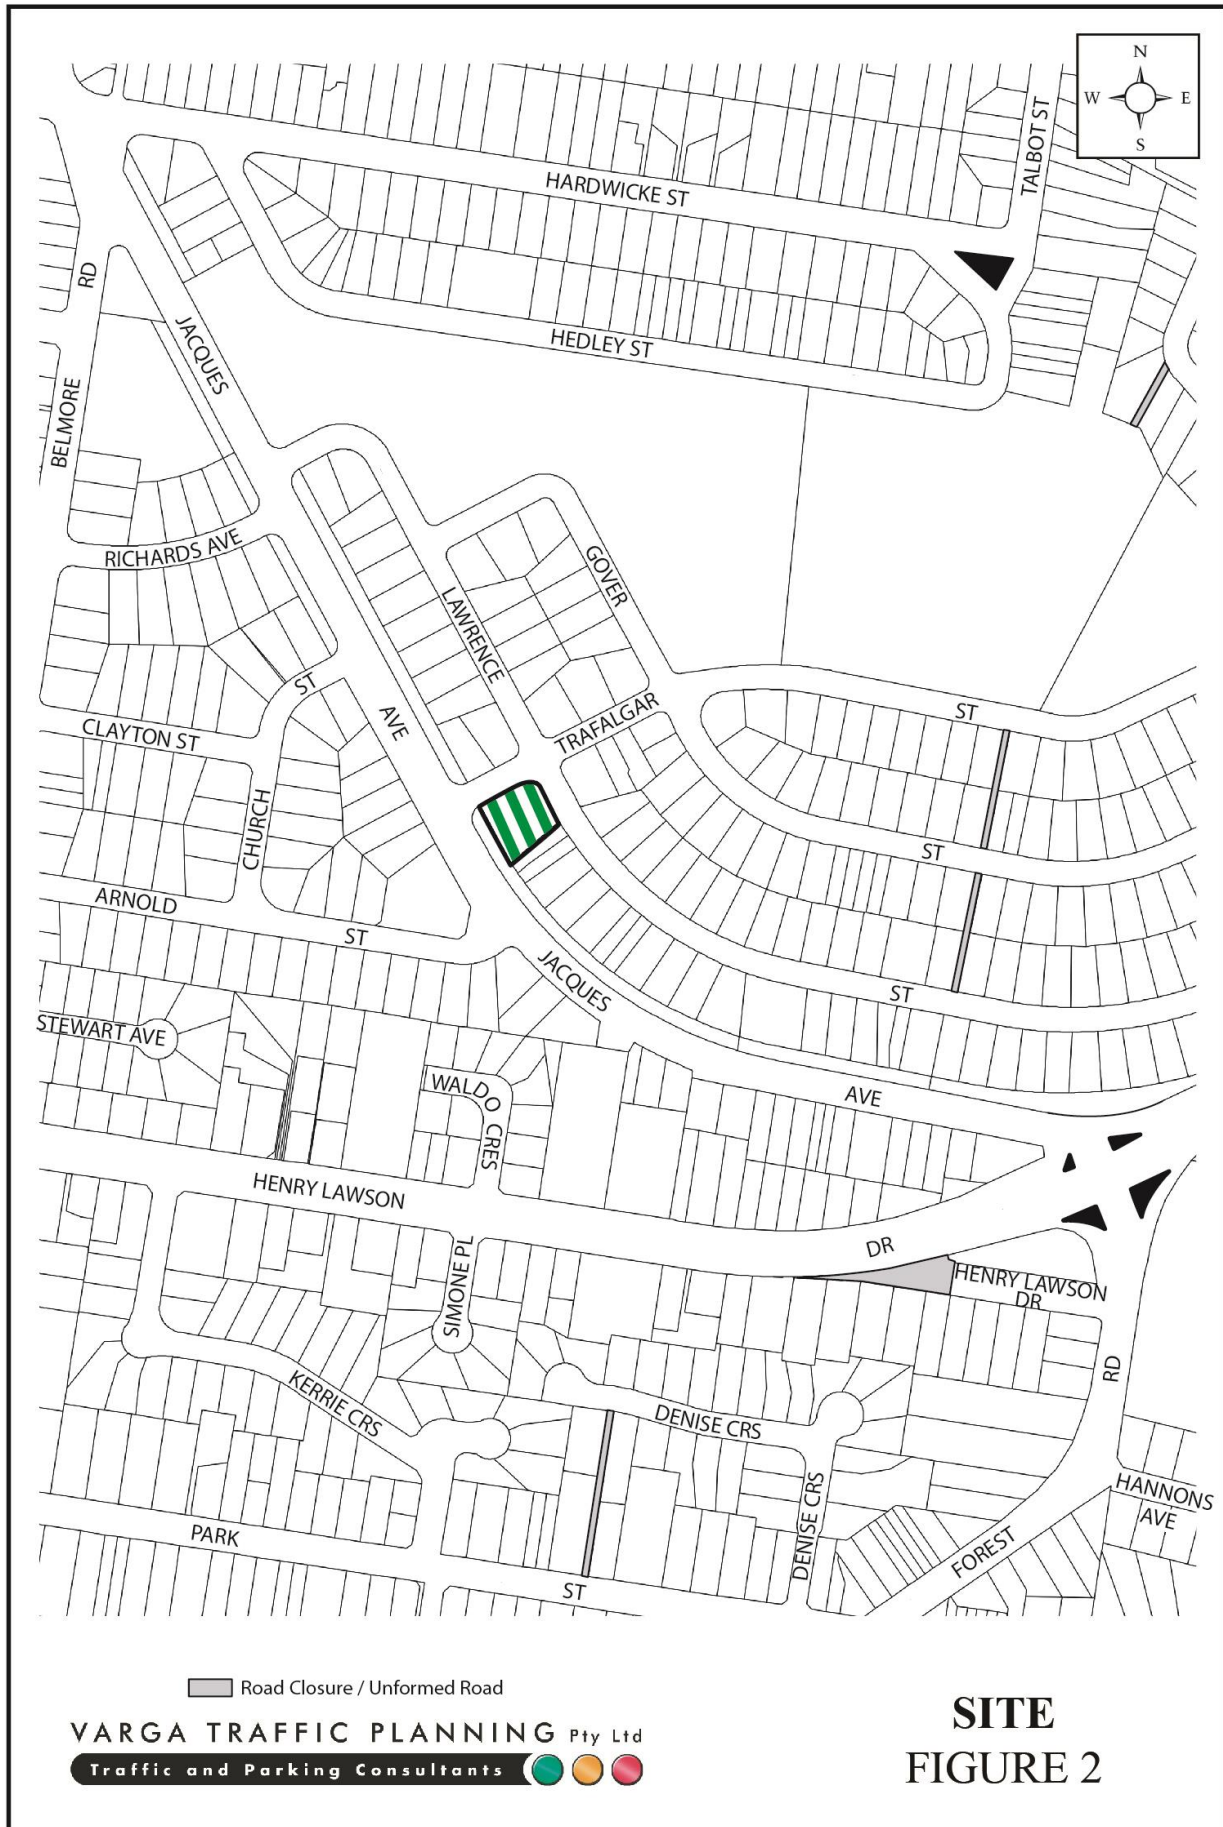 N
W E
S
TALBOT ST
HARDWICKE ST
RD
JACQUES
HEDLEY ST
BELMORE
RICHARDS AVE
GOVER
LAWRENCE
ST
AVE
TRAFALGAR
ST
CLAYTON ST
CHURCH
ST
ARNOLD
ST
JACQUES
ST
STEWART AVE
WALDO CRES
AVE
HENRY LAWSON
DR
SIMONE PL
HENRY LAWSON
DR
RD
KERRIE CRS
DENISE CRS
DENISE CRS
HANNONS
AVE
FOREST
PARK
ST
Road Closure / Unformed Road
VARGA TRAFFIC PLANNING Pty Ltd
Traffic and Parking Consultants
SITE
FIGURE 2